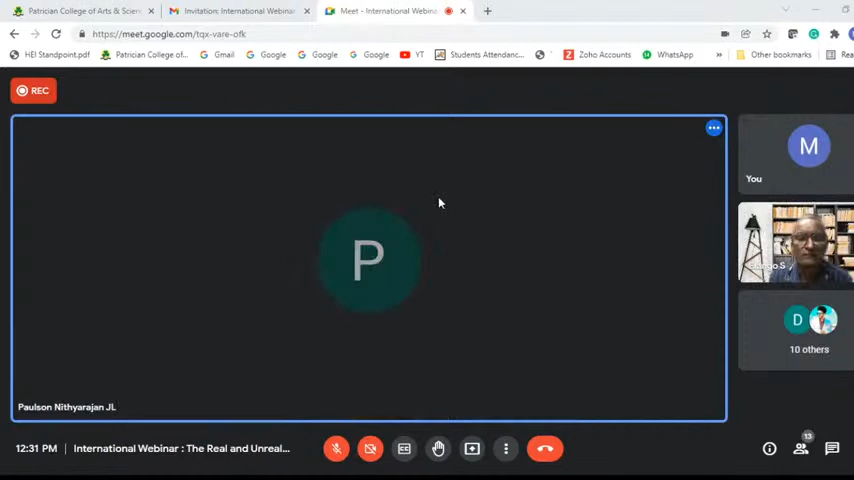 Patrician College of Arts & Scien
Invitation: International Webinar
Meet - International Webina
https://meet.google.com/tqx-vare-ofk
HEI Standpoint.pdf
Patrician College of...
Gmail
Google
Google
Google
YT
Students Attendanc...
Zoho Accounts
WhatsApp
»
Other bookmarks
Rea
REC
P
M
You
S
D
10 others
Paulson Nithyarajan JL
12:31 PM | International Webinar : The Real and Unreal...
13